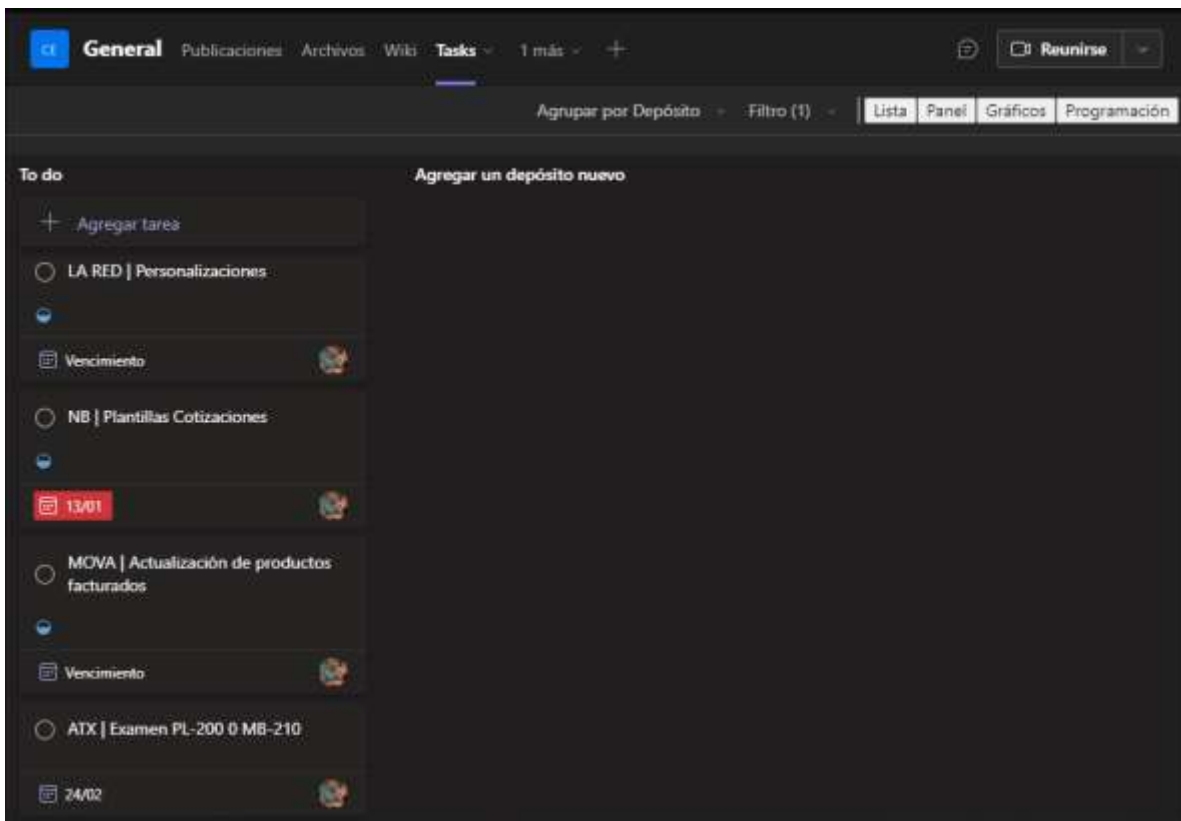 CE General Publicaciones Archivos Wiki Tasks 1 más Reunirse
Agrupar por Depósito Filtro (1) Lista Panel Gráficos Programación
To do Agregar un depósito nuevo
Agregar tarea
LA RED | Personalizaciones
Vencimiento
NB | Plantillas Cotizaciones
13/01
MOVA | Actualización de productos
facturados
Vencimiento
ATX | Examen PL-200 0 MB-210
24/02